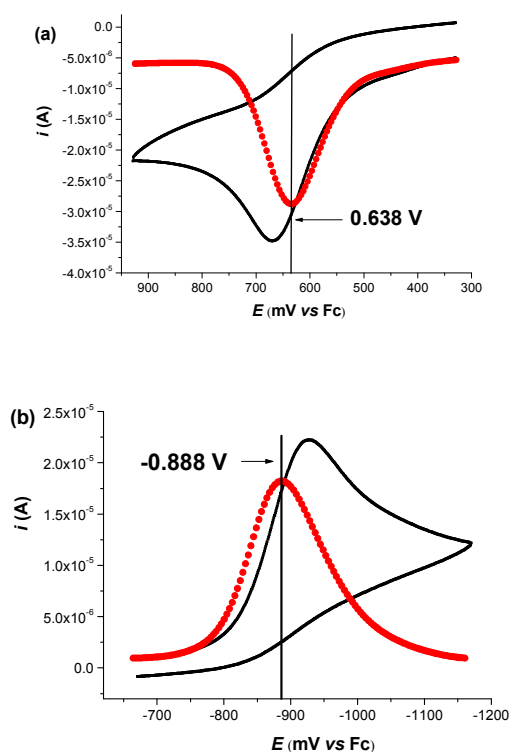 (a)
0.0
-5.0x10⁻⁶
-1.0x10⁻⁵
-1.5x10⁻⁵
-2.0x10⁻⁵
-2.5x10⁻⁵
-3.0x10⁻⁵
-3.5x10⁻⁵
-4.0x10⁻⁵
i (A)
0.638 V
900 800 700 600 500 400 300
E (mV vs Fc)
(b)
2.5x10⁻⁵
2.0x10⁻⁵
1.5x10⁻⁵
1.0x10⁻⁵
5.0x10⁻⁶
0.0
i (A)
-0.888 V
-700 -800 -900 -1000 -1100 -1200
E (mV vs Fc)